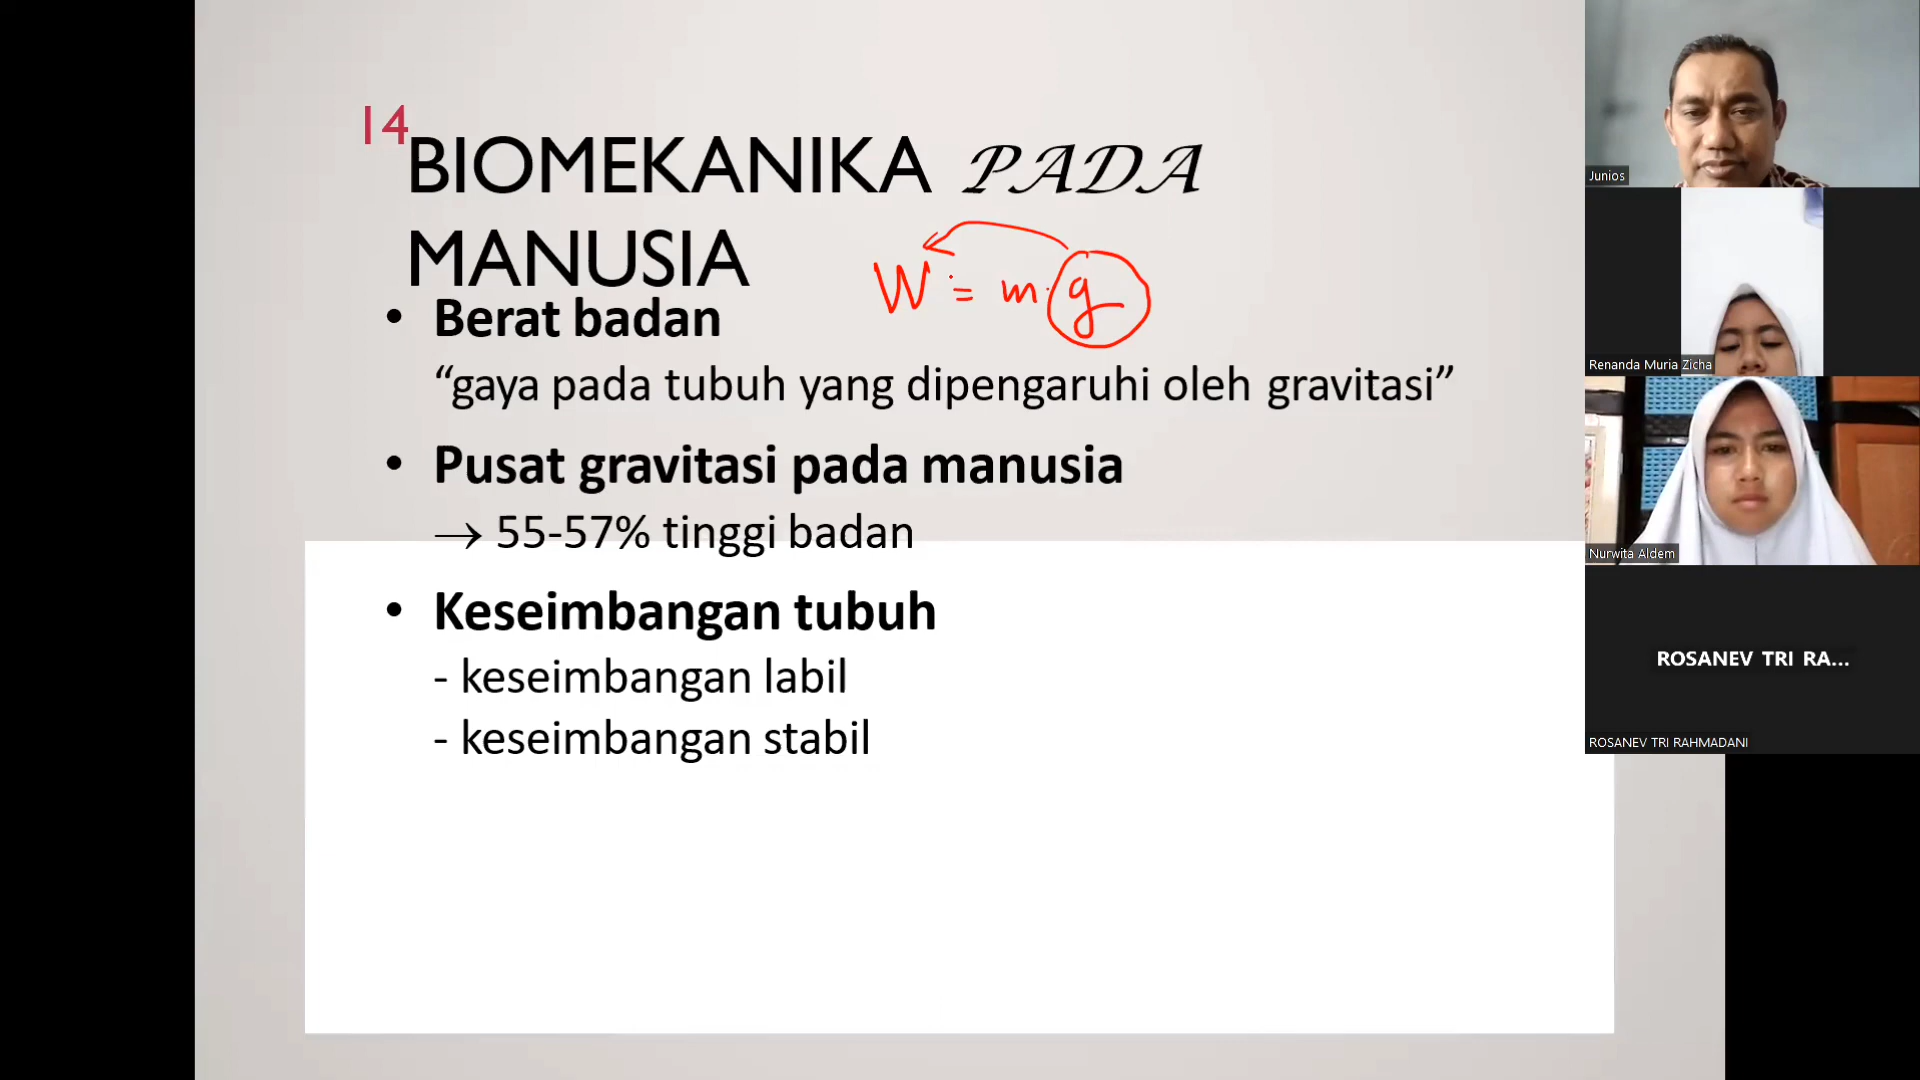 14
BIOMEKANIKA PADA
MANUSIA
W = m . g
• Berat badan
“gaya pada tubuh yang dipengaruhi oleh gravitasi”
• Pusat gravitasi pada manusia
→ 55-57% tinggi badan
• Keseimbangan tubuh
- keseimbangan labil
- keseimbangan stabil
Junios
Renanda Muria Zicha
Nurwita Aldem
ROSANEV TRI RA...
ROSANEV TRI RAHMADANI